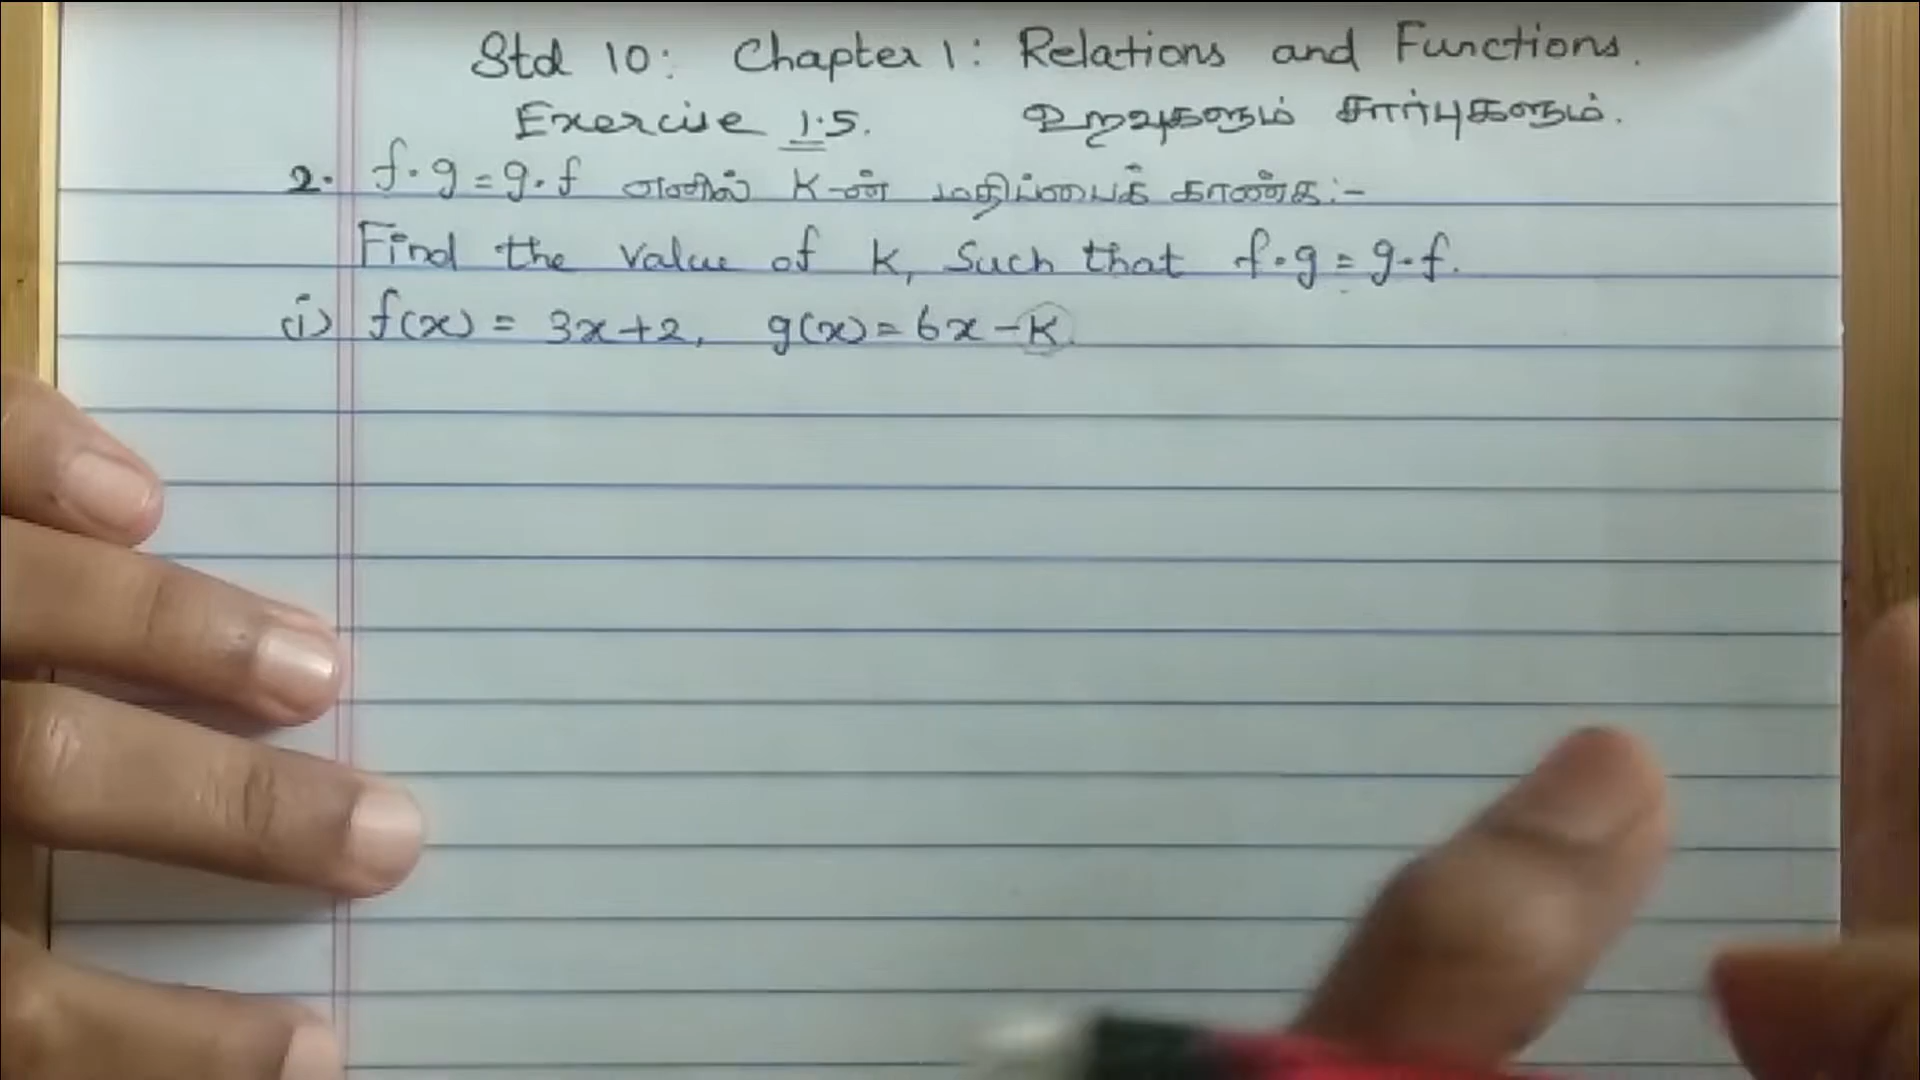 Std 10: Chapter 1: Relations and Functions.
Exercise 1.5. உறவுகளும் சார்புகளும்.
2. f∘g = g∘f எனில் K-ன் மதிப்பைக் காண்க:-
Find the value of K, Such that f∘g = g∘f.
(i) f(x) = 3x+2, g(x) = 6x-K